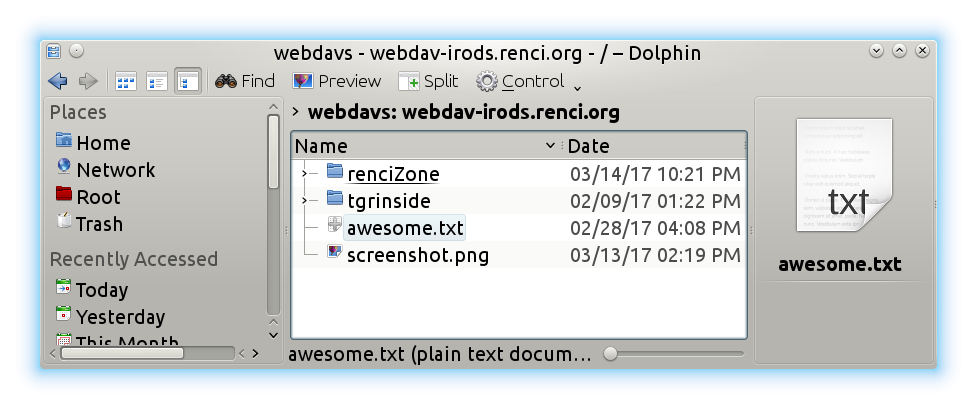 webdavs - webdav-irods.renci.org - / – Dolphin
Find Preview Split Control
Places
Home
Network
Root
Trash
Recently Accessed
Today
Yesterday
This Month
webdavs: webdav-irods.renci.org
Name Date
renciZone 03/14/17 10:21 PM
tgrinside 02/09/17 01:22 PM
awesome.txt 02/28/17 04:08 PM
screenshot.png 03/13/17 02:19 PM
awesome.txt (plain text docum...
txt
awesome.txt